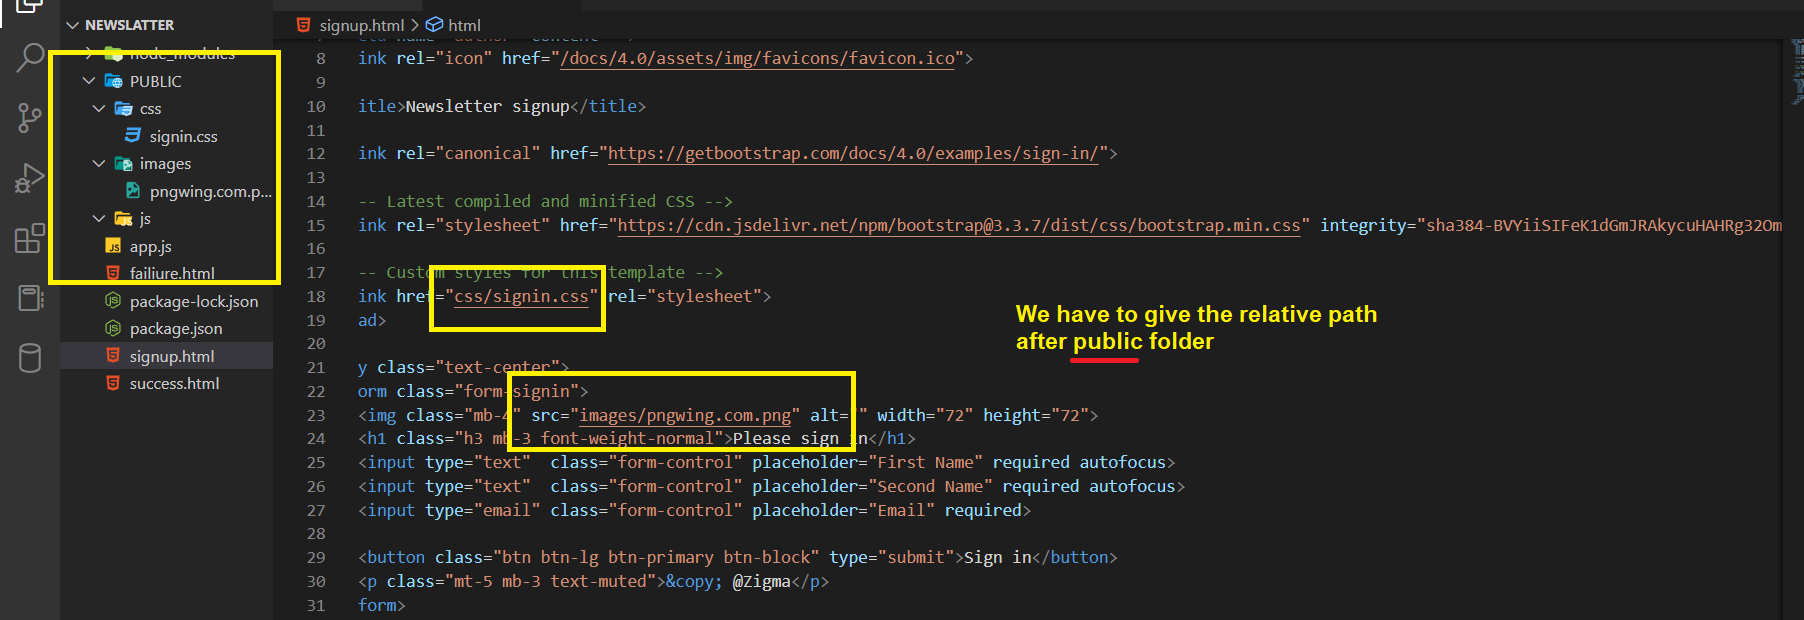 NEWSLATTER
node_modules
PUBLIC
css
signin.css
images
pngwing.com.p...
js
app.js
failiure.html
package-lock.json
package.json
signup.html
success.html
signup.html > html
8 ink rel="icon" href="/docs/4.0/assets/img/favicons/favicon.ico">
9
10 itle>Newsletter signup</title>
11
12 ink rel="canonical" href="https://getbootstrap.com/docs/4.0/examples/sign-in/">
13
14 -- Latest compiled and minified CSS -->
15 ink rel="stylesheet" href="https://cdn.jsdelivr.net/npm/bootstrap@3.3.7/dist/css/bootstrap.min.css" integrity="sha384-BVYiiSIFeK1dGmJRAkycuHAHRg32Om
16
17 -- Custom styles for this template -->
18 ink href="css/signin.css" rel="stylesheet">
19 ad>
20
21 y class="text-center">
22 orm class="form-signin">
23 <img class="mb-4" src="images/pngwing.com.png" alt="" width="72" height="72">
24 <h1 class="h3 mb-3 font-weight-normal">Please sign in</h1>
25 <input type="text"  class="form-control" placeholder="First Name" required autofocus>
26 <input type="text"  class="form-control" placeholder="Second Name" required autofocus>
27 <input type="email" class="form-control" placeholder="Email" required>
28
29 <button class="btn btn-lg btn-primary btn-block" type="submit">Sign in</button>
30 <p class="mt-5 mb-3 text-muted">&copy; @Zigma</p>
31 form>
We have to give the relative path
after public folder